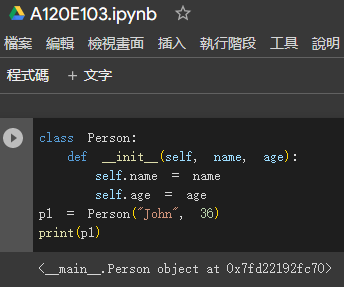 A120E103.ipynb
檔案 編輯 檢視畫面 插入 執行階段 工具 說明
程式碼 + 文字
class Person:
    def __init__(self, name, age):
        self.name = name
        self.age = age
p1 = Person("John", 36)
print(p1)
<__main__.Person object at 0x7fd22192fc70>